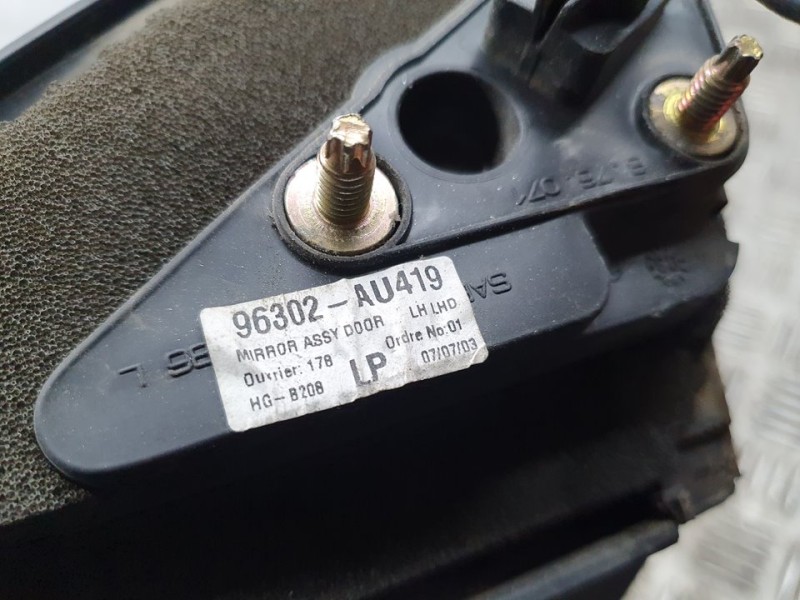 96302-AU419
MIRROR ASSY DOOR LH LHD
Ouvrier: 178 Ordre No:01
HG-B208 LP 07/07/03